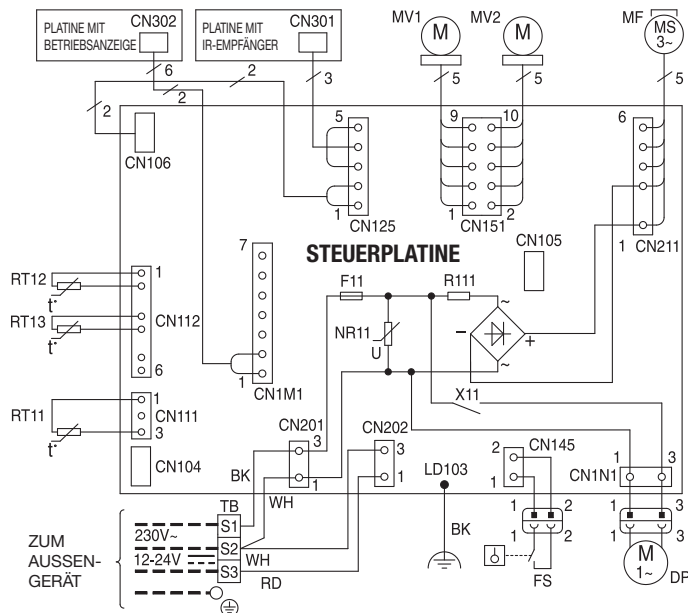 PLATINE MIT
BETRIEBSANZEIGE
CN302
PLATINE MIT
IR-EMPFÄNGER
CN301
MV1
M
MV2
M
MF
MS
3~
6
2
2
3
5
5
5
2
2
CN106
5
1
CN125
9
10
1
2
CN151
6
1
CN211
STEUERPLATINE
CN105
7
1
CN1M1
RT12
t°
RT13
t°
1
6
CN112
F11
R111
NR11
U
~
-
+
~
X11
RT11
t°
1
3
CN111
CN104
CN201
3
1
CN202
3
1
CN145
2
1
CN1N1
1
3
LD103
BK
WH
BK
TB
S1
S2
S3
230V~
12-24V
WH
RD
ZUM
AUSSEN-
GERÄT
1
2
1
2
FS
1
3
1
3
M
1~
DP